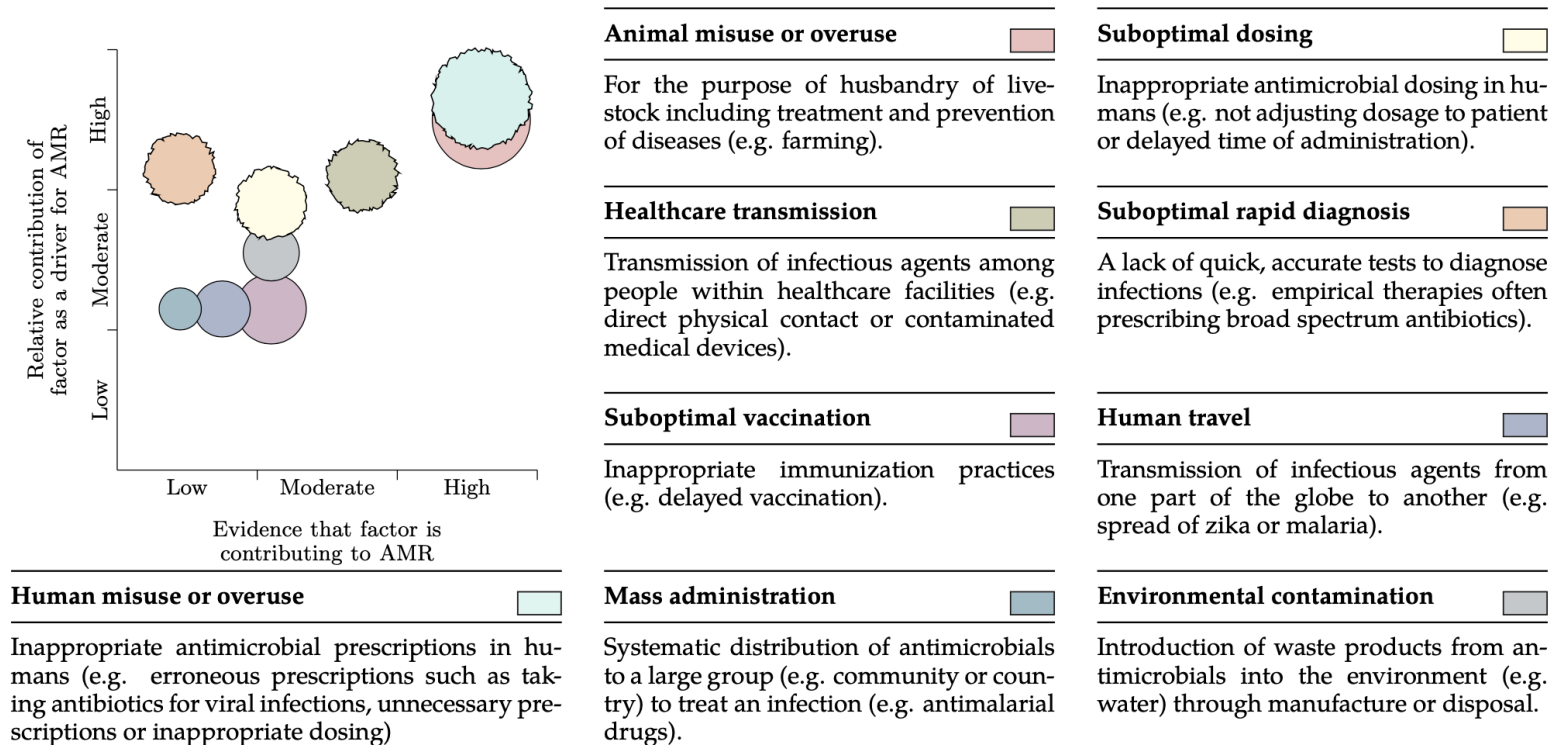 Relative contribution of
factor as a driver for AMR
High
Moderate
Low
Low Moderate High
Evidence that factor is
contributing to AMR
Animal misuse or overuse
For the purpose of husbandry of live-
stock including treatment and prevention
of diseases (e.g. farming).
Suboptimal dosing
Inappropriate antimicrobial dosing in hu-
mans (e.g. not adjusting dosage to patient
or delayed time of administration).
Healthcare transmission
Transmission of infectious agents among
people within healthcare facilities (e.g.
direct physical contact or contaminated
medical devices).
Suboptimal rapid diagnosis
A lack of quick, accurate tests to diagnose
infections (e.g. empirical therapies often
prescribing broad spectrum antibiotics).
Suboptimal vaccination
Inappropriate immunization practices
(e.g. delayed vaccination).
Human travel
Transmission of infectious agents from
one part of the globe to another (e.g.
spread of zika or malaria).
Human misuse or overuse
Inappropriate antimicrobial prescriptions in hu-
mans (e.g. erroneous prescriptions such as tak-
ing antibiotics for viral infections, unnecessary pre-
scriptions or inappropriate dosing)
Mass administration
Systematic distribution of antimicrobials
to a large group (e.g. community or coun-
try) to treat an infection (e.g. antimalarial
drugs).
Environmental contamination
Introduction of waste products from an-
timicrobials into the environment (e.g.
water) through manufacture or disposal.